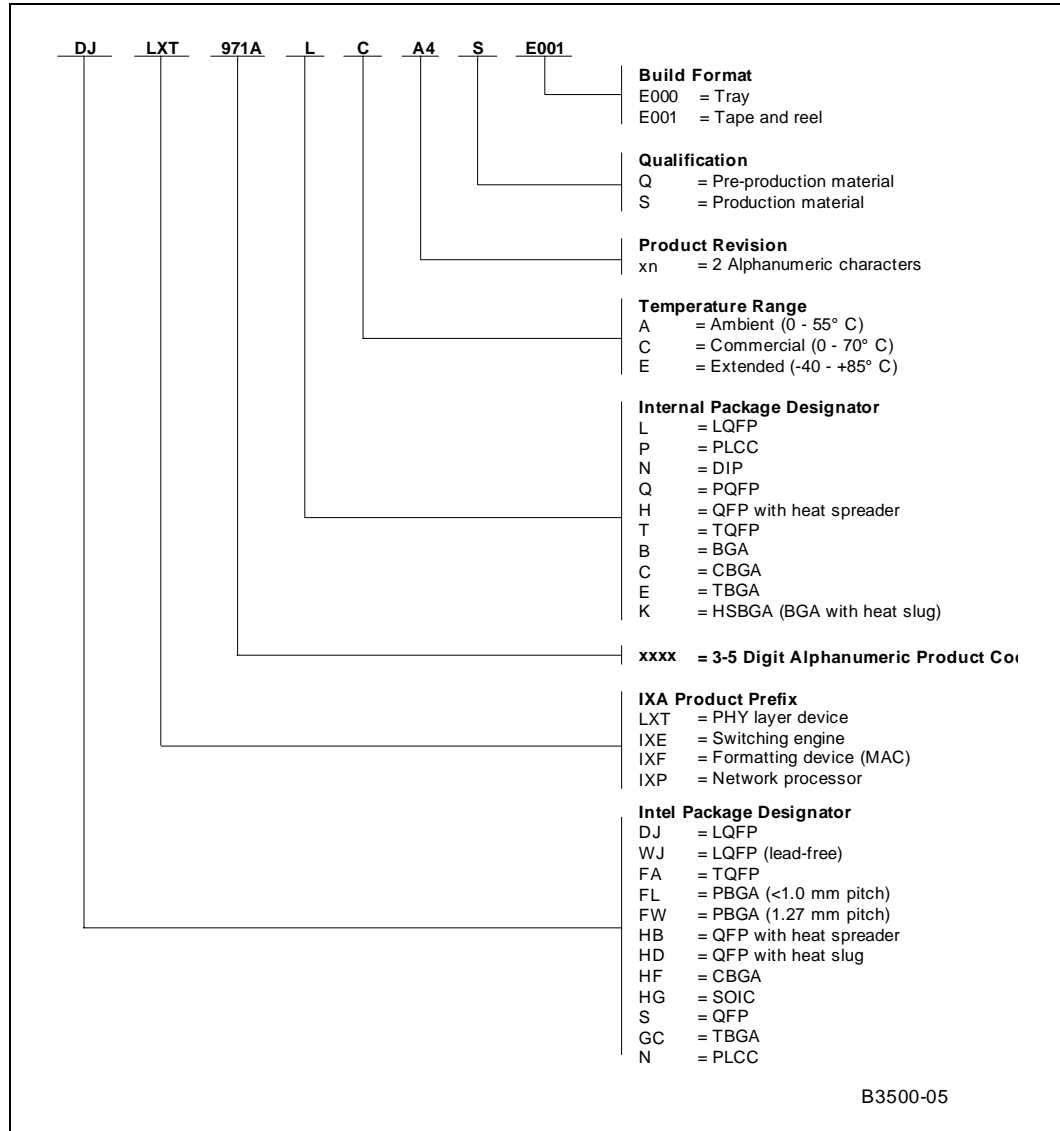 DJ LXT 971A L C A4 S E001
Build Format
E000 = Tray
E001 = Tape and reel
Qualification
Q = Pre-production material
S = Production material
Product Revision
xn = 2 Alphanumeric characters
Temperature Range
A = Ambient (0 - 55° C)
C = Commercial (0 - 70° C)
E = Extended (-40 - +85° C)
Internal Package Designator
L = LQFP
P = PLCC
N = DIP
Q = PQFP
H = QFP with heat spreader
T = TQFP
B = BGA
C = CBGA
E = TBGA
K = HSBGA (BGA with heat slug)
xxxx = 3-5 Digit Alphanumeric Product
IXA Product Prefix
LXT = PHY layer device
IXE = Switching engine
IXF = Formatting device (MAC)
IXP = Network processor
Intel Package Designator
DJ = LQFP
WJ = LQFP (lead-free)
FA = TQFP
FL = PBGA (<1.0 mm pitch)
FW = PBGA (1.27 mm pitch)
HB = QFP with heat spreader
HD = QFP with heat slug
HF = CBGA
HG = SOIC
S = QFP
GC = TBGA
N = PLCC
B3500-05